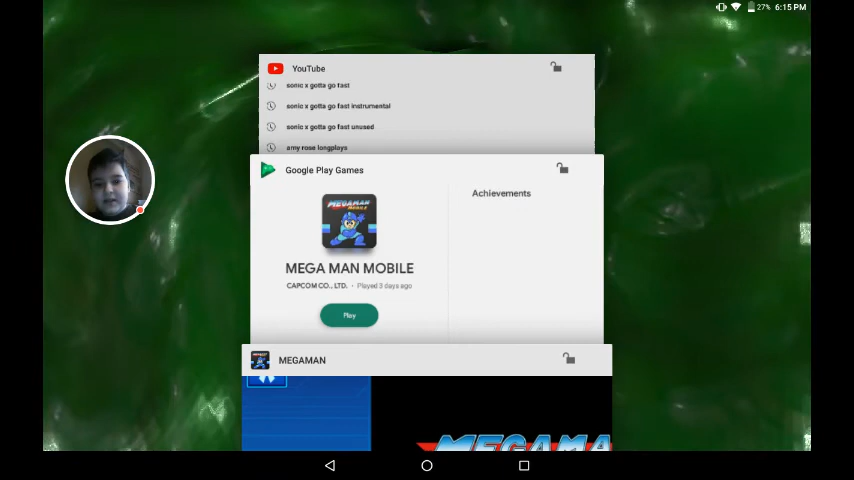 27% 6:15 PM
YouTube
sonic x gotta go fast
sonic x gotta go fast instrumental
sonic x gotta go fast unused
amy rose longplays
Google Play Games
Achievements
MEGAMAN
MOBILE
MEGA MAN MOBILE
CAPCOM CO., LTD. • Played 3 days ago
Play
MEGAMAN
MEGAMA